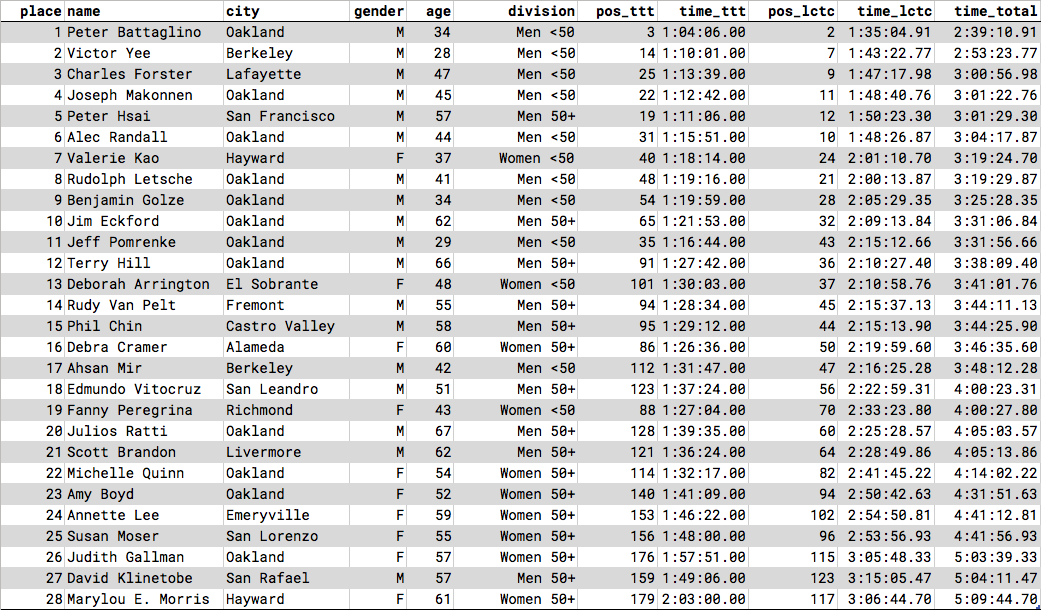 place name city gender age division pos_ttt time_ttt pos_lctc time_lctc time_total
1 Peter Battaglino Oakland M 34 Men <50 3 1:04:06.00 2 1:35:04.91 2:39:10.91
2 Victor Yee Berkeley M 28 Men <50 14 1:10:01.00 7 1:43:22.77 2:53:23.77
3 Charles Forster Lafayette M 47 Men <50 25 1:13:39.00 9 1:47:17.98 3:00:56.98
4 Joseph Makonnen Oakland M 45 Men <50 22 1:12:42.00 11 1:48:40.76 3:01:22.76
5 Peter Hsai San Francisco M 57 Men 50+ 19 1:11:06.00 12 1:50:23.30 3:01:29.30
6 Alec Randall Oakland M 44 Men <50 31 1:15:51.00 10 1:48:26.87 3:04:17.87
7 Valerie Kao Hayward F 37 Women <50 40 1:18:14.00 24 2:01:10.70 3:19:24.70
8 Rudolph Letsche Oakland M 41 Men <50 48 1:19:16.00 21 2:00:13.87 3:19:29.87
9 Benjamin Golze Oakland M 34 Men <50 54 1:19:59.00 28 2:05:29.35 3:25:28.35
10 Jim Eckford Oakland M 62 Men 50+ 65 1:21:53.00 32 2:09:13.84 3:31:06.84
11 Jeff Pomrenke Oakland M 29 Men <50 35 1:16:44.00 43 2:15:12.66 3:31:56.66
12 Terry Hill Oakland M 66 Men 50+ 91 1:27:42.00 36 2:10:27.40 3:38:09.40
13 Deborah Arrington El Sobrante F 48 Women <50 101 1:30:03.00 37 2:10:58.76 3:41:01.76
14 Rudy Van Pelt Fremont M 55 Men 50+ 94 1:28:34.00 45 2:15:37.13 3:44:11.13
15 Phil Chin Castro Valley M 58 Men 50+ 95 1:29:12.00 44 2:15:13.90 3:44:25.90
16 Debra Cramer Alameda F 60 Women 50+ 86 1:26:36.00 50 2:19:59.60 3:46:35.60
17 Ahsan Mir Berkeley M 42 Men <50 112 1:31:47.00 47 2:16:25.28 3:48:12.28
18 Edmundo Vitocruz San Leandro M 51 Men 50+ 123 1:37:24.00 56 2:22:59.31 4:00:23.31
19 Fanny Peregrina Richmond F 43 Women <50 88 1:27:04.00 70 2:33:23.80 4:00:27.80
20 Julios Ratti Oakland M 67 Men 50+ 128 1:39:35.00 60 2:25:28.57 4:05:03.57
21 Scott Brandon Livermore M 62 Men 50+ 121 1:36:24.00 64 2:28:49.86 4:05:13.86
22 Michelle Quinn Oakland F 54 Women 50+ 114 1:32:17.00 82 2:41:45.22 4:14:02.22
23 Amy Boyd Oakland F 52 Women 50+ 140 1:41:09.00 94 2:50:42.63 4:31:51.63
24 Annette Lee Emeryville F 59 Women 50+ 153 1:46:22.00 102 2:54:50.81 4:41:12.81
25 Susan Moser San Lorenzo F 55 Women 50+ 156 1:48:00.00 96 2:53:56.93 4:41:56.93
26 Judith Gallman Oakland F 57 Women 50+ 176 1:57:51.00 115 3:05:48.33 5:03:39.33
27 David Klinetobe San Rafael M 57 Men 50+ 159 1:49:06.00 123 3:15:05.47 5:04:11.47
28 Marylou E. Morris Hayward F 61 Women 50+ 179 2:03:00.00 117 3:06:44.70 5:09:44.70